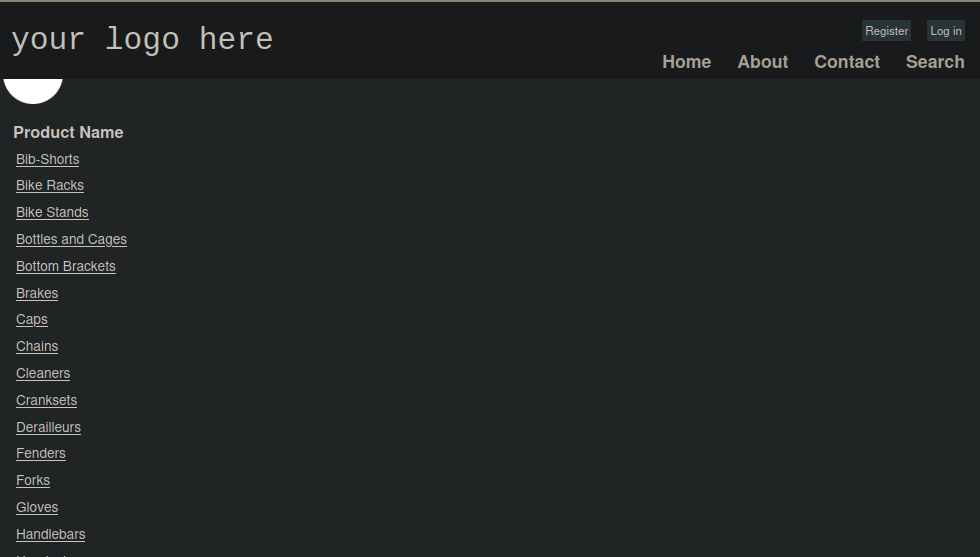 your logo here
Register Log in
Home About Contact Search
Product Name
Bib-Shorts
Bike Racks
Bike Stands
Bottles and Cages
Bottom Brackets
Brakes
Caps
Chains
Cleaners
Cranksets
Derailleurs
Fenders
Forks
Gloves
Handlebars